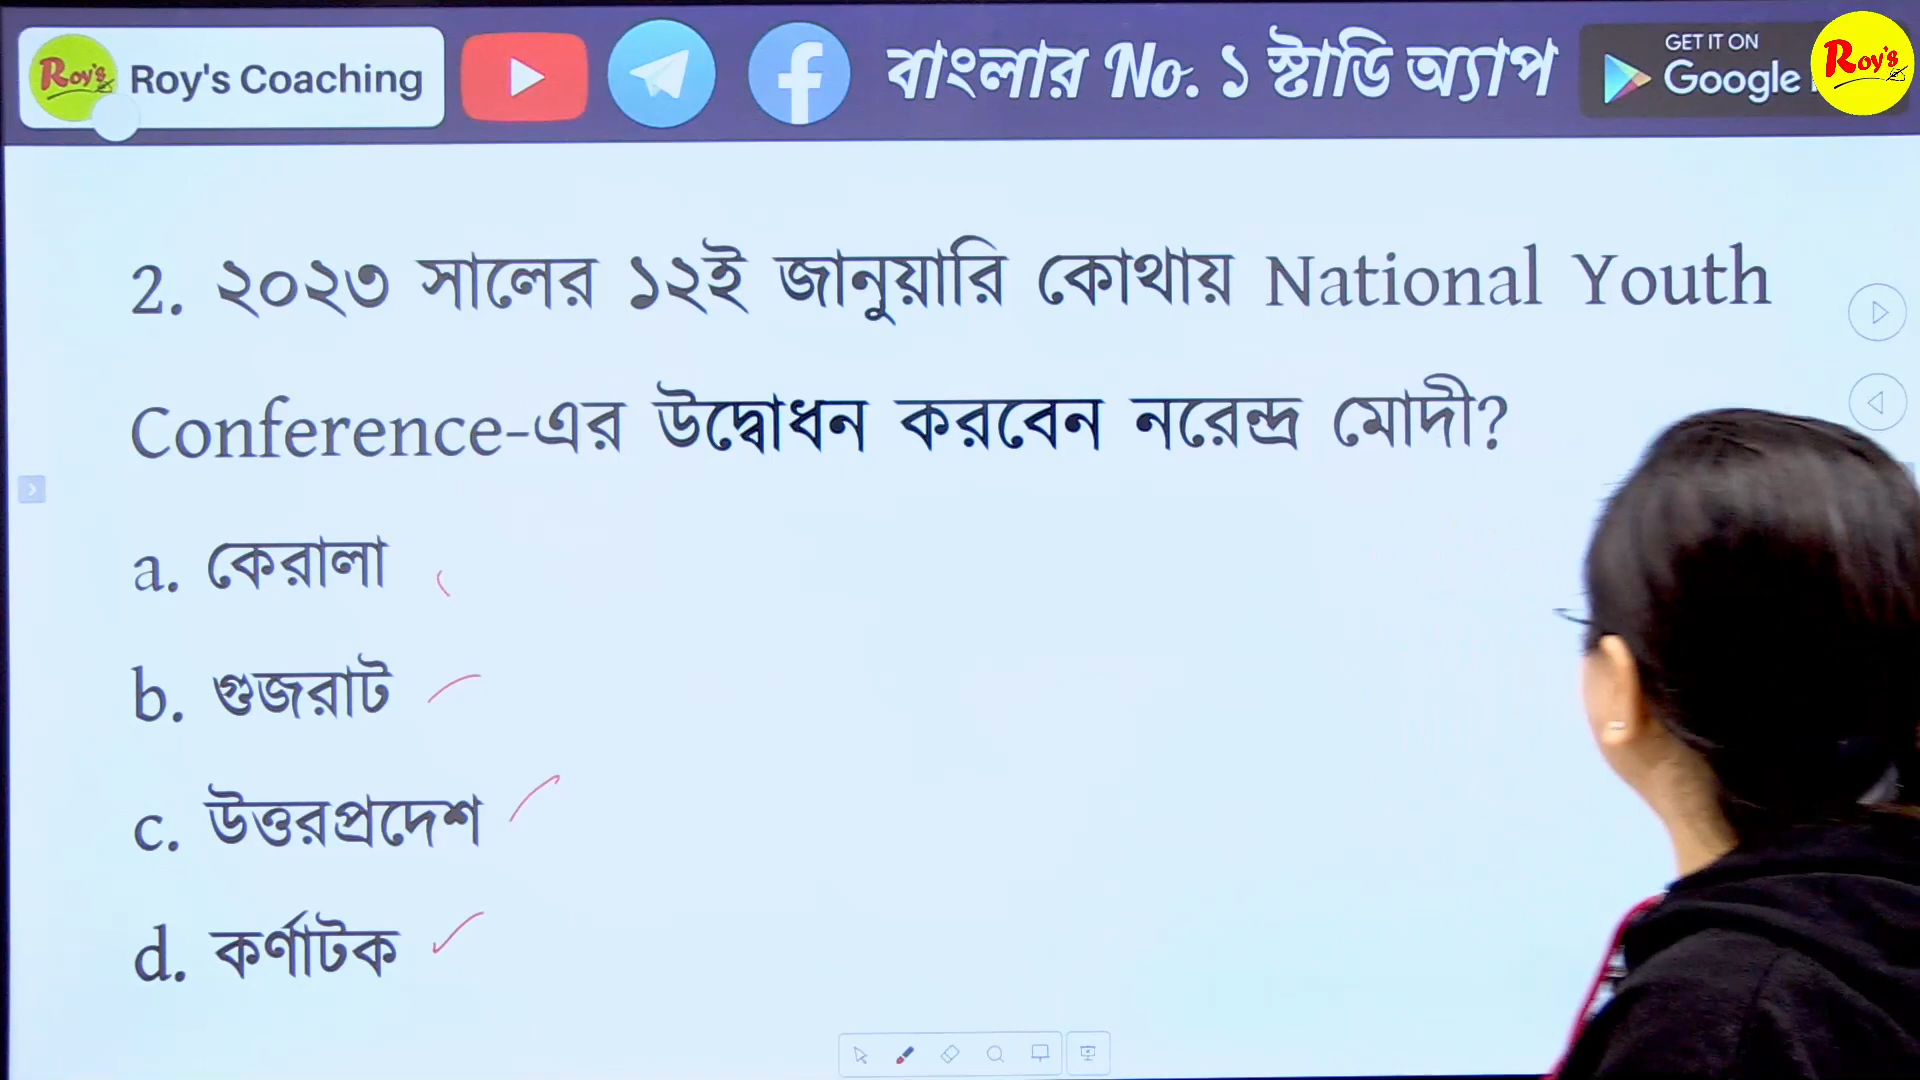 Roy's Roy's Coaching বাংলার No. ১ স্টাডি অ্যাপ GET IT ON Google Roy's
2. ২০২৩ সালের ১২ই জানুয়ারি কোথায় National Youth
Conference-এর উদ্বোধন করবেন নরেন্দ্র মোদী?
a. কেরালা
b. গুজরাট
c. উত্তরপ্রদেশ
d. কর্ণাটক